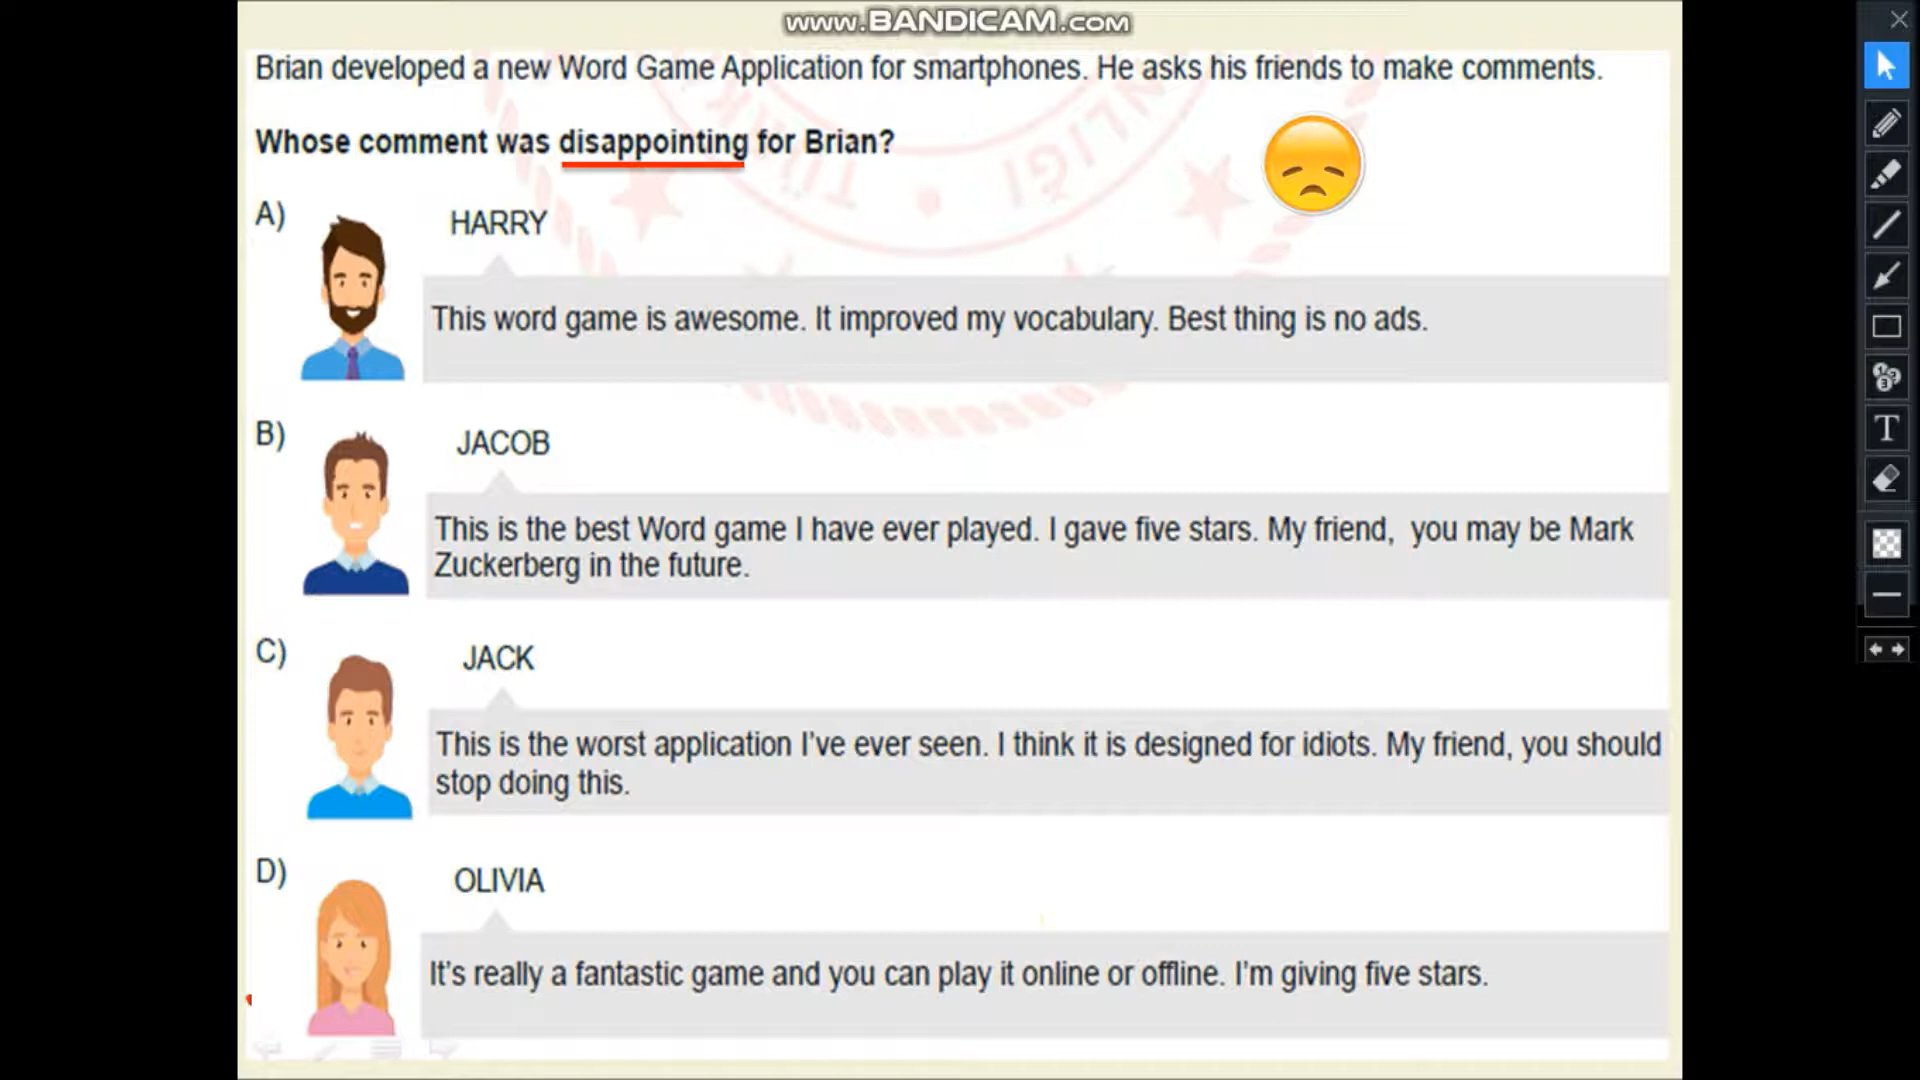 www.BANDICAM.com
Brian developed a new Word Game Application for smartphones. He asks his friends to make comments.
Whose comment was disappointing for Brian?
A)
HARRY
This word game is awesome. It improved my vocabulary. Best thing is no ads.
B)
JACOB
This is the best Word game I have ever played. I gave five stars. My friend, you may be Mark
Zuckerberg in the future.
C)
JACK
This is the worst application I've ever seen. I think it is designed for idiots. My friend, you should
stop doing this.
D)
OLIVIA
It's really a fantastic game and you can play it online or offline. I'm giving five stars.